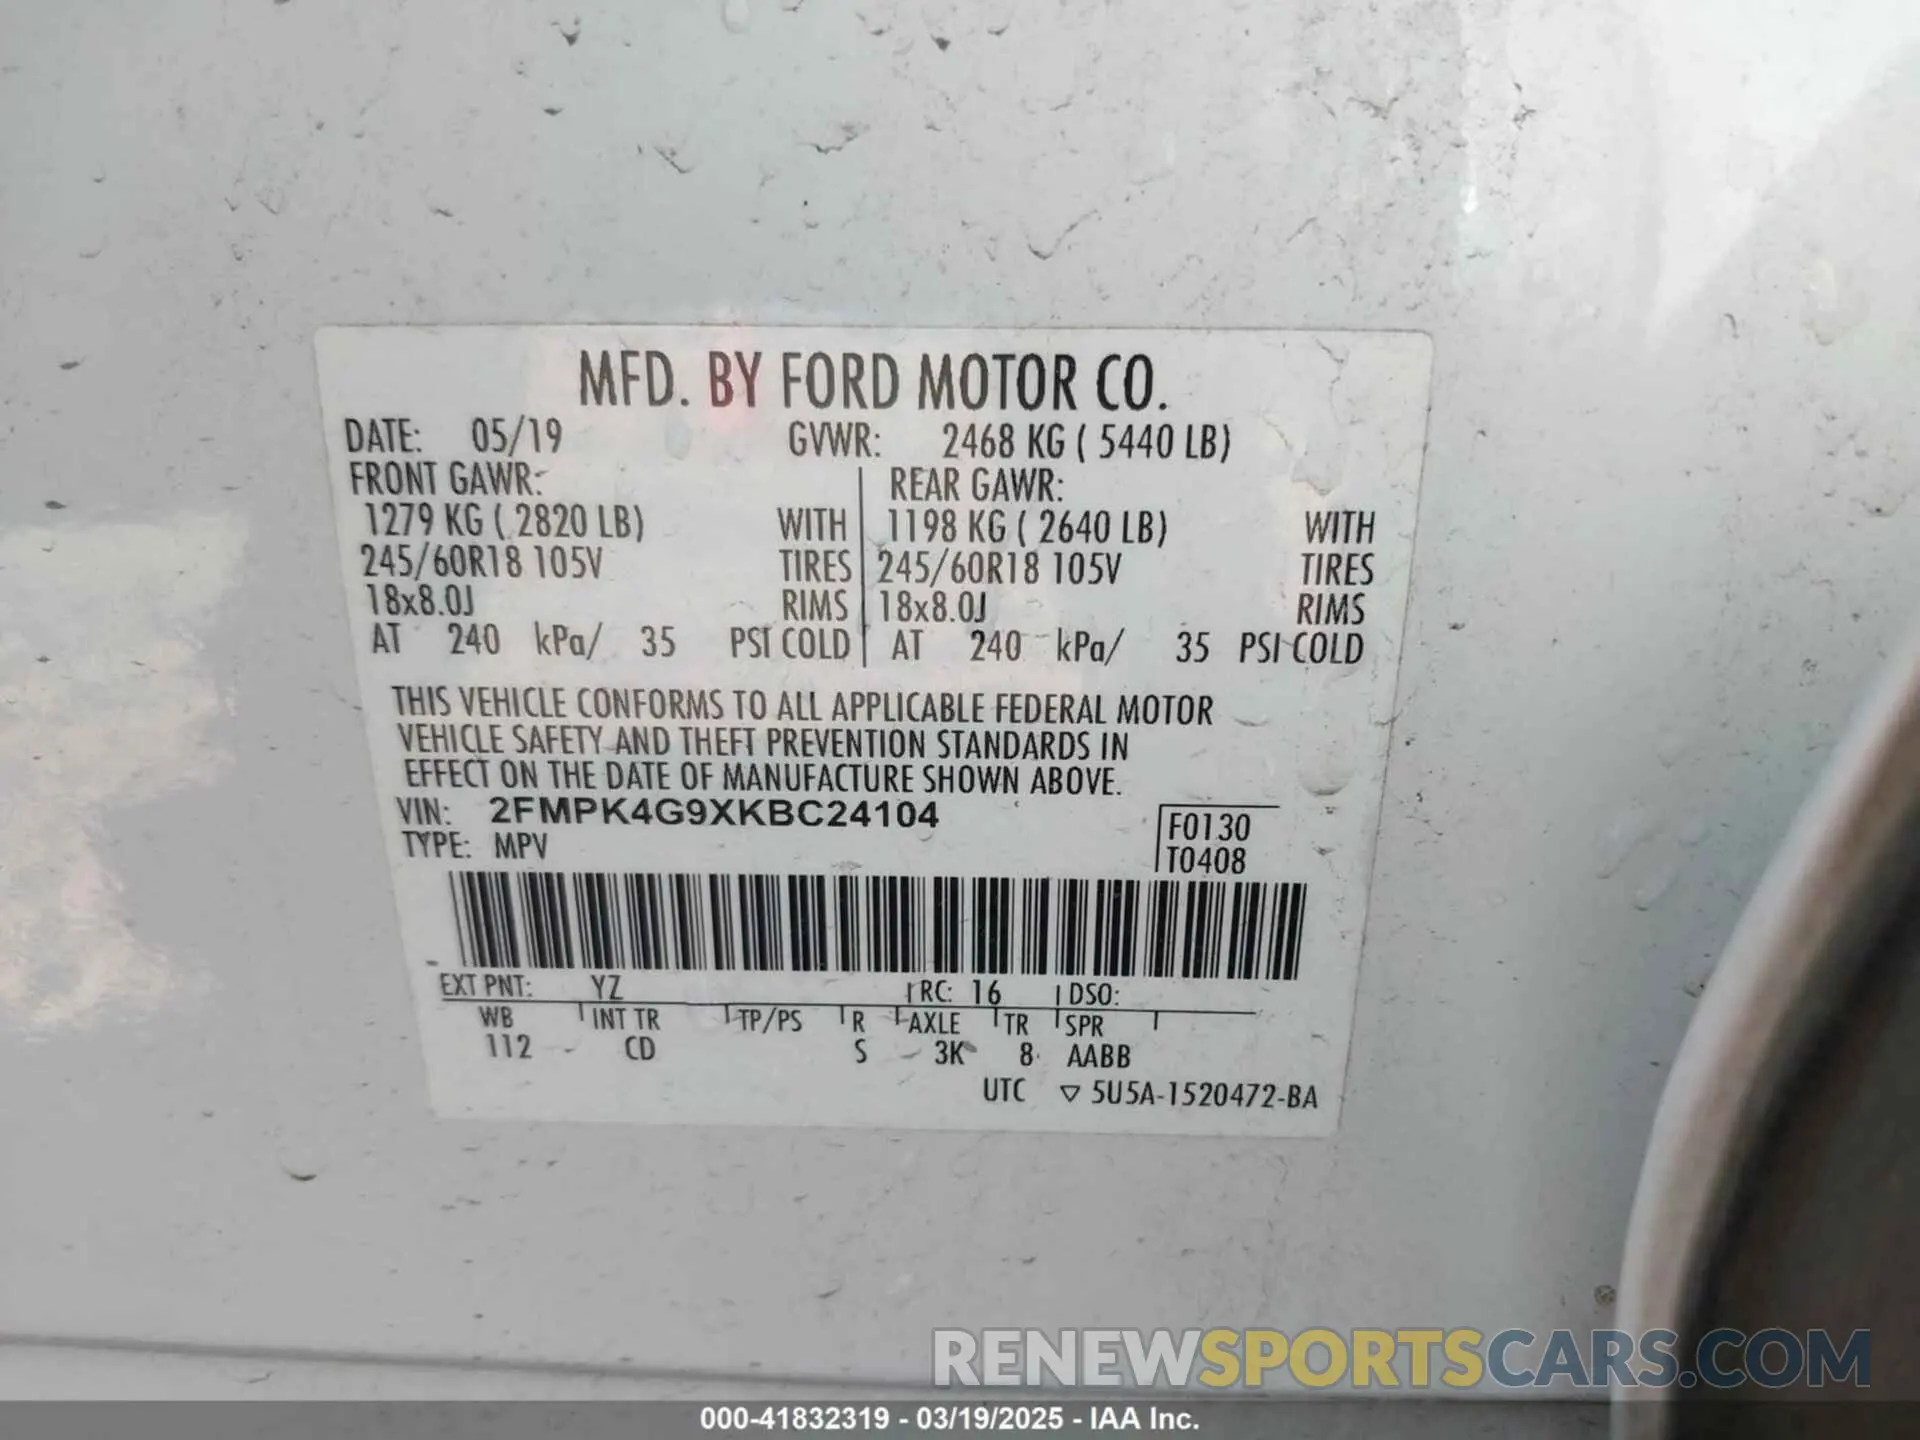 MFD. BY FORD MOTOR CO.
DATE: 05/19 GVWR: 2468 KG ( 5440 LB)
FRONT GAWR: REAR GAWR:
1279 KG ( 2820 LB) WITH 1198 KG ( 2640 LB) WITH
245/60R18 105V TIRES 245/60R18 105V TIRES
18x8.0J RIMS 18x8.0J RIMS
AT 240 kPa/ 35 PSI COLD AT 240 kPa/ 35 PSI COLD
THIS VEHICLE CONFORMS TO ALL APPLICABLE FEDERAL MOTOR
VEHICLE SAFETY AND THEFT PREVENTION STANDARDS IN
EFFECT ON THE DATE OF MANUFACTURE SHOWN ABOVE.
VIN: 2FMPK4G9XKBC24104
F0130
TYPE: MPV
T0408
EXT PNT: YZ RC: 16 DSO:
WB INT TR TP/PS R AXLE TR SPR
112 CD S 3K 8 AABB
UTC ▽ 5U5A-1520472-BA
RENEWSPORTSCARS.COM
000-41832319 - 03/19/2025 - IAA Inc.